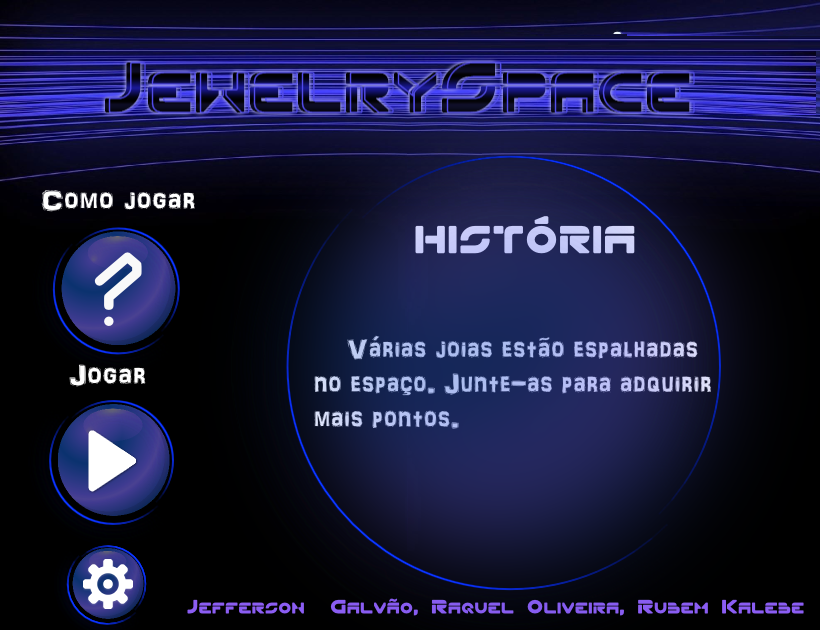 JewelrySpace
Como jogar
História
Várias joias estão espalhadas
no espaço. Junte-as para adquirir
mais pontos.
Jogar
Jefferson Galvão, Raquel Oliveira, Rubem Kalebe